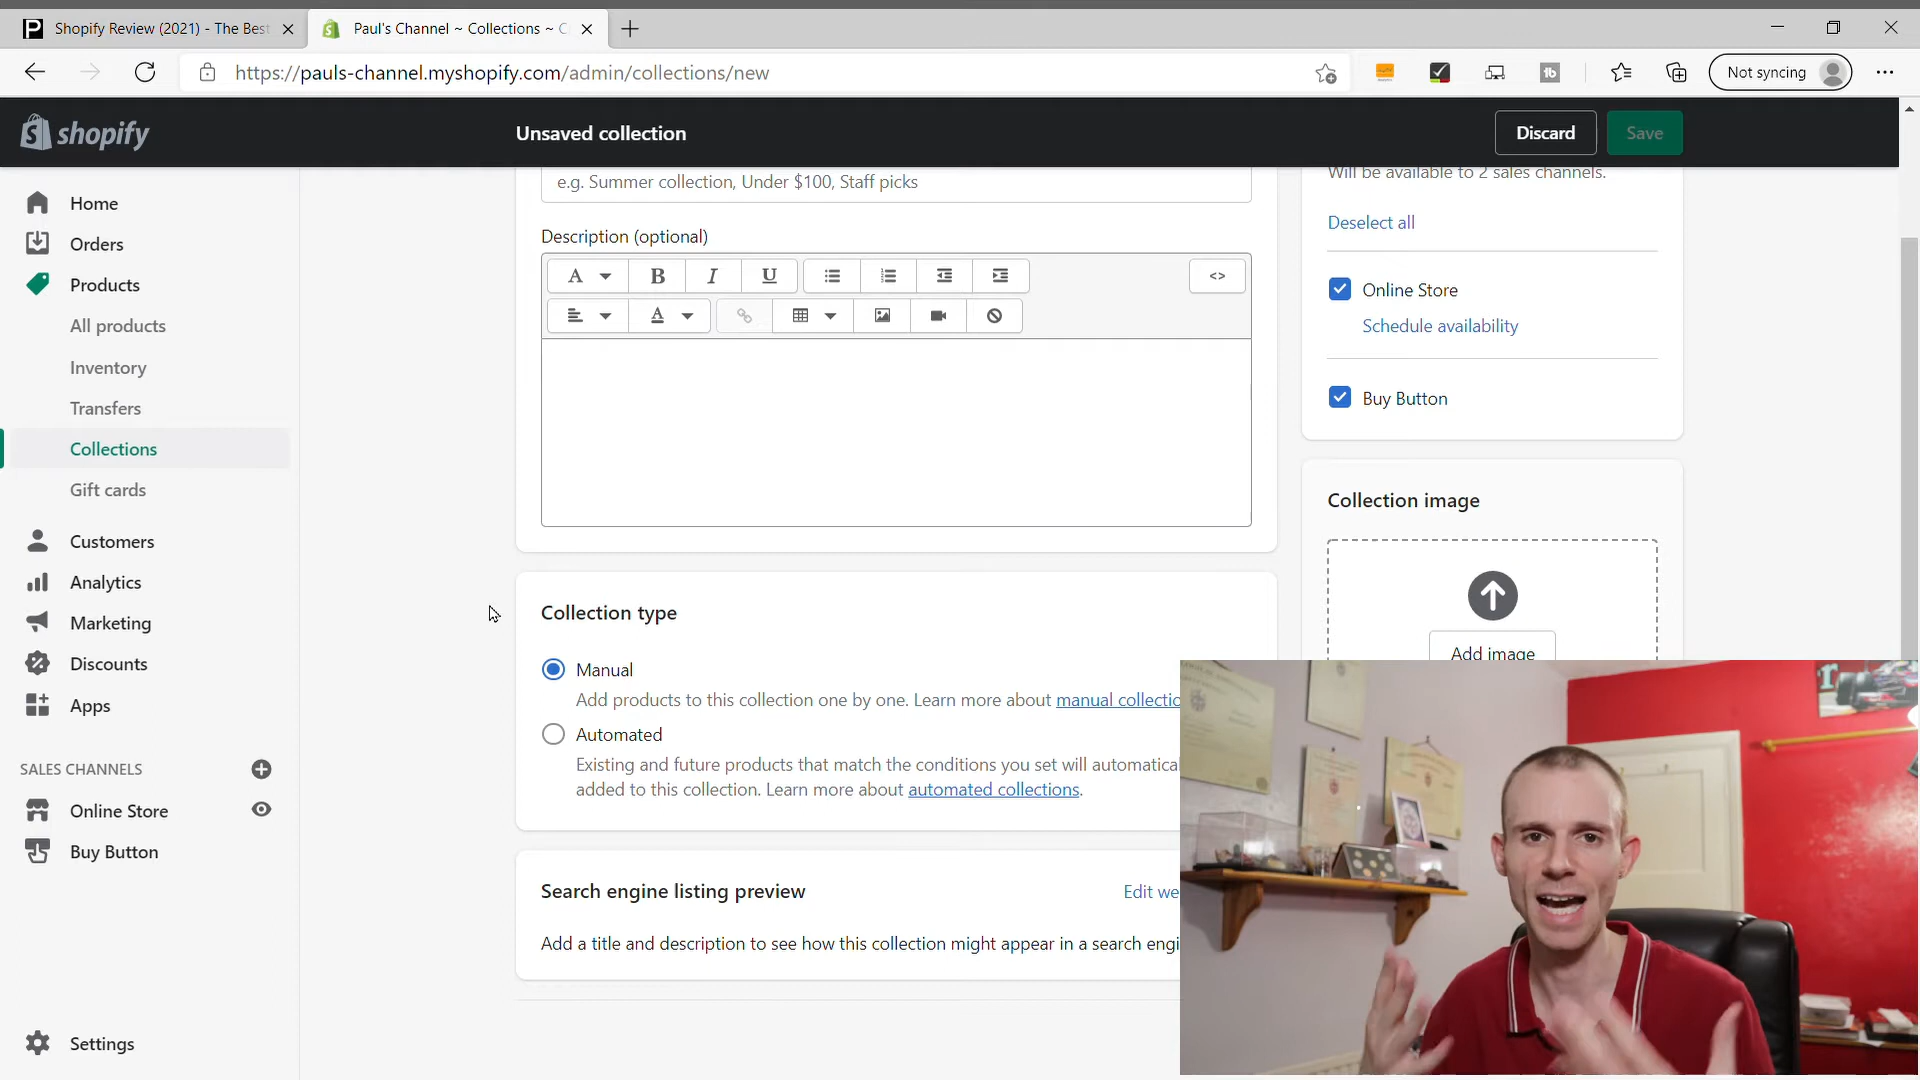 Shopify Review (2021) - The Best
Paul's Channel ~ Collections ~ C
https://pauls-channel.myshopify.com/admin/collections/new
Not syncing
shopify
Unsaved collection
Discard
Save
Home
Orders
Products
All products
Inventory
Transfers
Collections
Gift cards
Customers
Analytics
Marketing
Discounts
Apps
SALES CHANNELS
Online Store
Buy Button
Settings
e.g. Summer collection, Under $100, Staff picks
Description (optional)
A
B
I
U
<>
A
Collection type
Manual
Add products to this collection one by one. Learn more about manual collectio
Automated
Existing and future products that match the conditions you set will automatical
added to this collection. Learn more about automated collections.
Search engine listing preview
Edit we
Add a title and description to see how this collection might appear in a search engi
Will be available to 2 sales channels.
Deselect all
Online Store
Schedule availability
Buy Button
Collection image
Add image